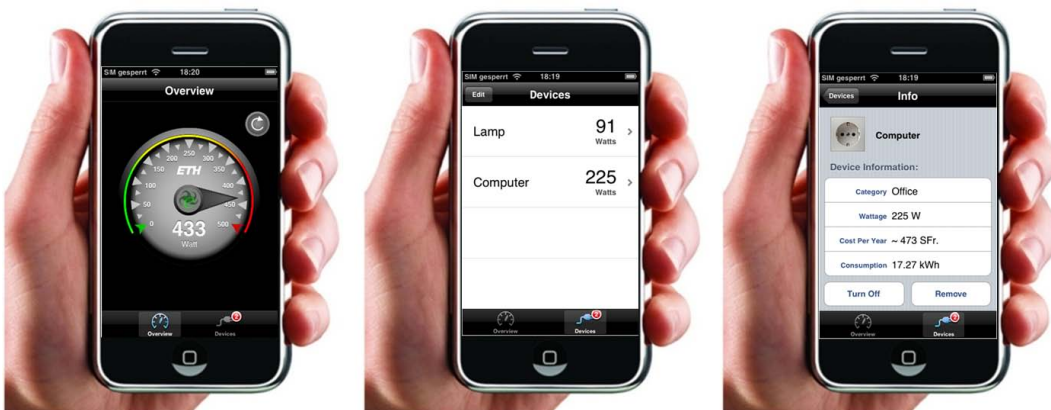 SIM gesperrt 18:20
Overview
0
50
100
150
200
250
300
350
400
450
500
ETH
433
Watt
Overview Devices
SIM gesperrt 18:19
Edit Devices
Lamp 91
Watts
Computer 225
Watts
Overview Devices
SIM gesperrt 18:19
Devices Info
Computer
Device Information:
Category Office
Wattage 225 W
Cost Per Year ~ 473 SFr.
Consumption 17.27 kWh
Turn Off Remove
Overview Devices